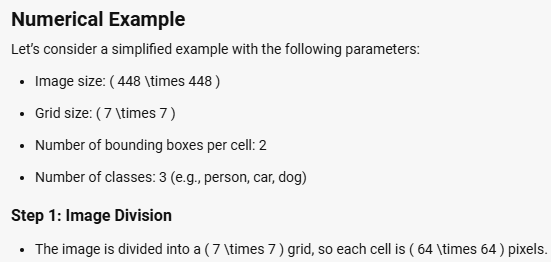 Numerical Example
Let's consider a simplified example with the following parameters:
• Image size: ( 448 \times 448 )
• Grid size: ( 7 \times 7 )
• Number of bounding boxes per cell: 2
• Number of classes: 3 (e.g., person, car, dog)
Step 1: Image Division
• The image is divided into a ( 7 \times 7 ) grid, so each cell is ( 64 \times 64 ) pixels.